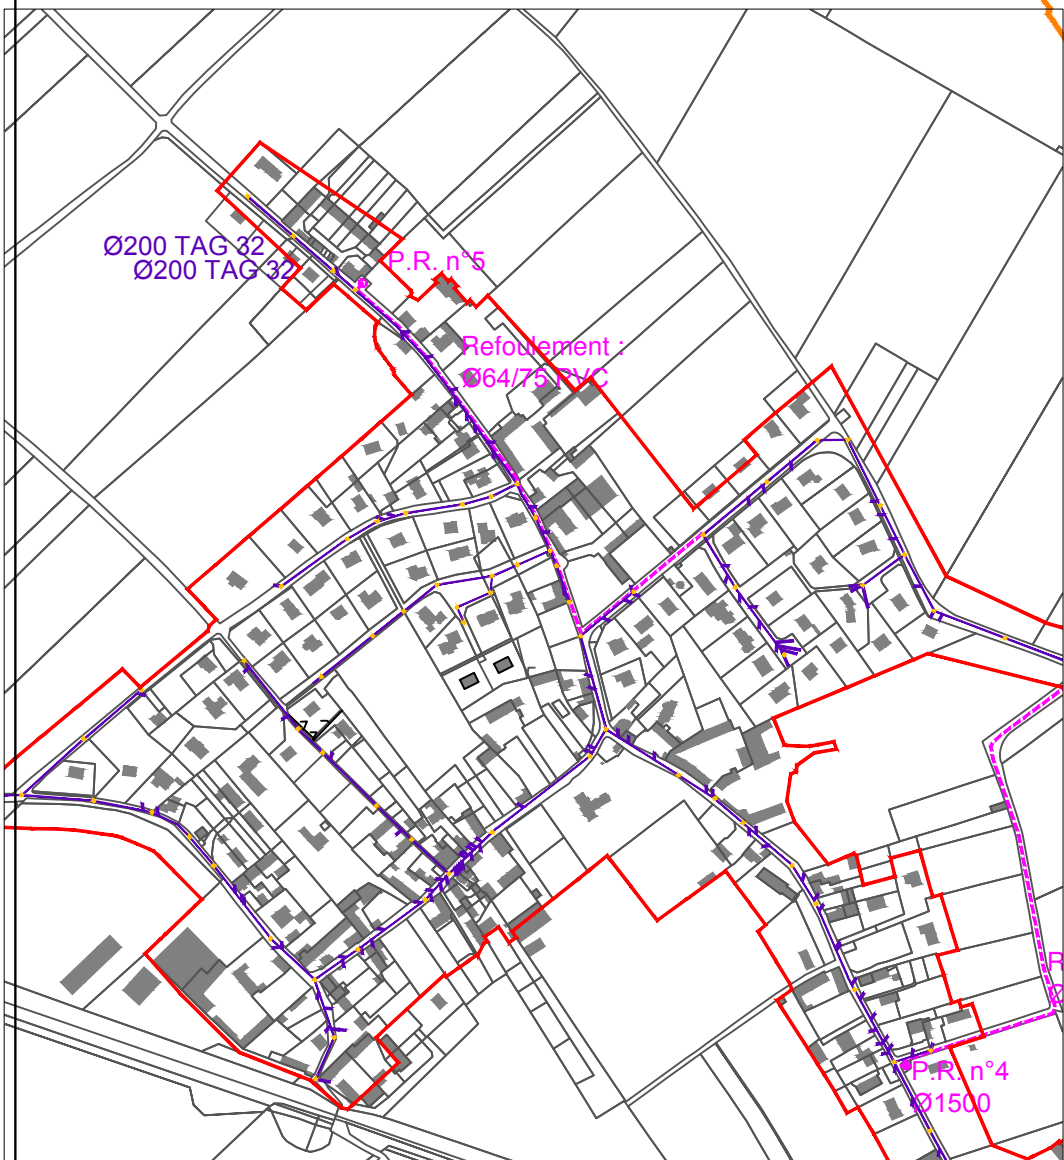 Ø200 TAG 32
Ø200 TAG 32
P.R. n°5
Refoulement :
Ø64/75 PVC
R
Ø
P.R. n°4
Ø1500